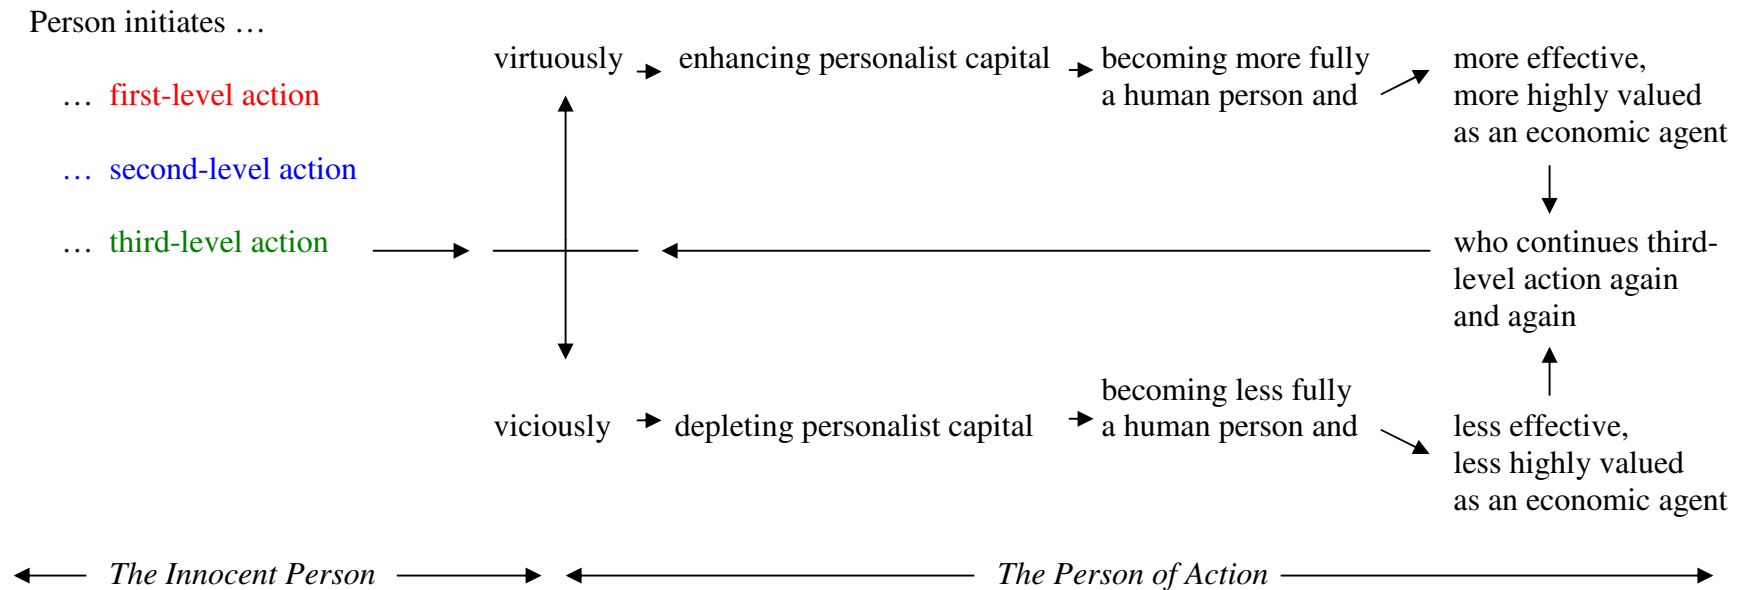 Person initiates …
… first-level action
… second-level action
… third-level action
virtuously
enhancing personalist capital
becoming more fully
a human person and
more effective,
more highly valued
as an economic agent
who continues third-
level action again
and again
viciously
depleting personalist capital
becoming less fully
a human person and
less effective,
less highly valued
as an economic agent
The Innocent Person
The Person of Action